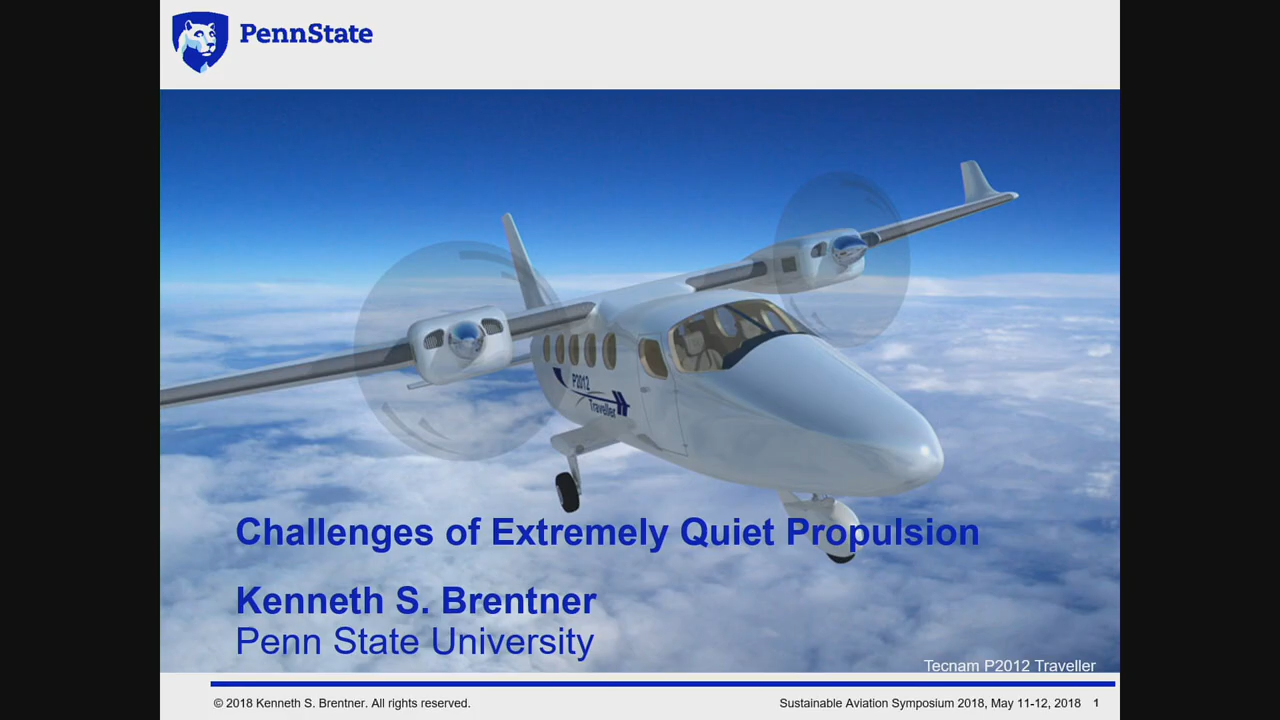 PennState
P2012
Traveller
Challenges of Extremely Quiet Propulsion
Kenneth S. Brentner
Penn State University
Tecnam P2012 Traveller
© 2018 Kenneth S. Brentner. All rights reserved.
Sustainable Aviation Symposium 2018, May 11-12, 2018 1